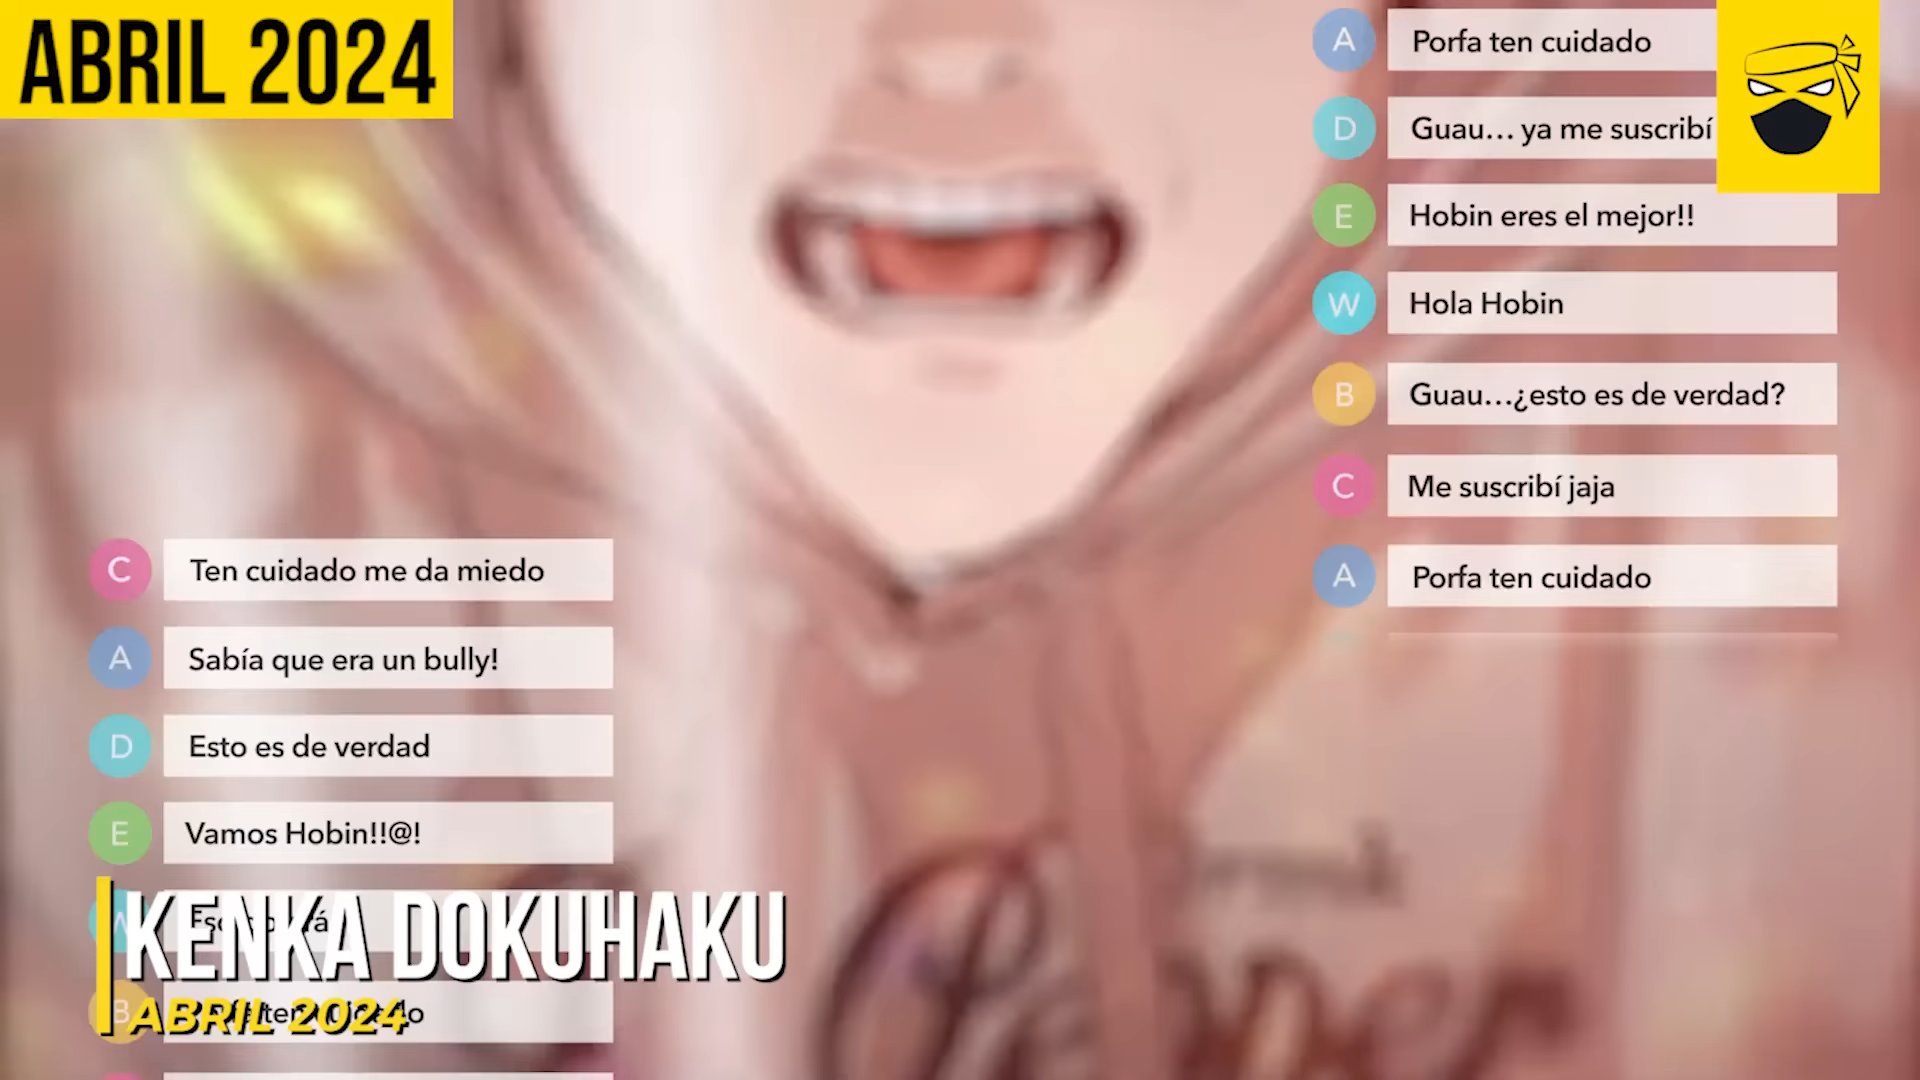 ABRIL 2024
A Porfa ten cuidado
D Guau... ya me suscribí
E Hobin eres el mejor!!
W Hola Hobin
B Guau...¿esto es de verdad?
C Me suscribí jaja
A Porfa ten cuidado
C Ten cuidado me da miedo
A Sabía que era un bully!
D Esto es de verdad
E Vamos Hobin!!@!
KENKA DOKUHAKU
B
ABRIL 2024